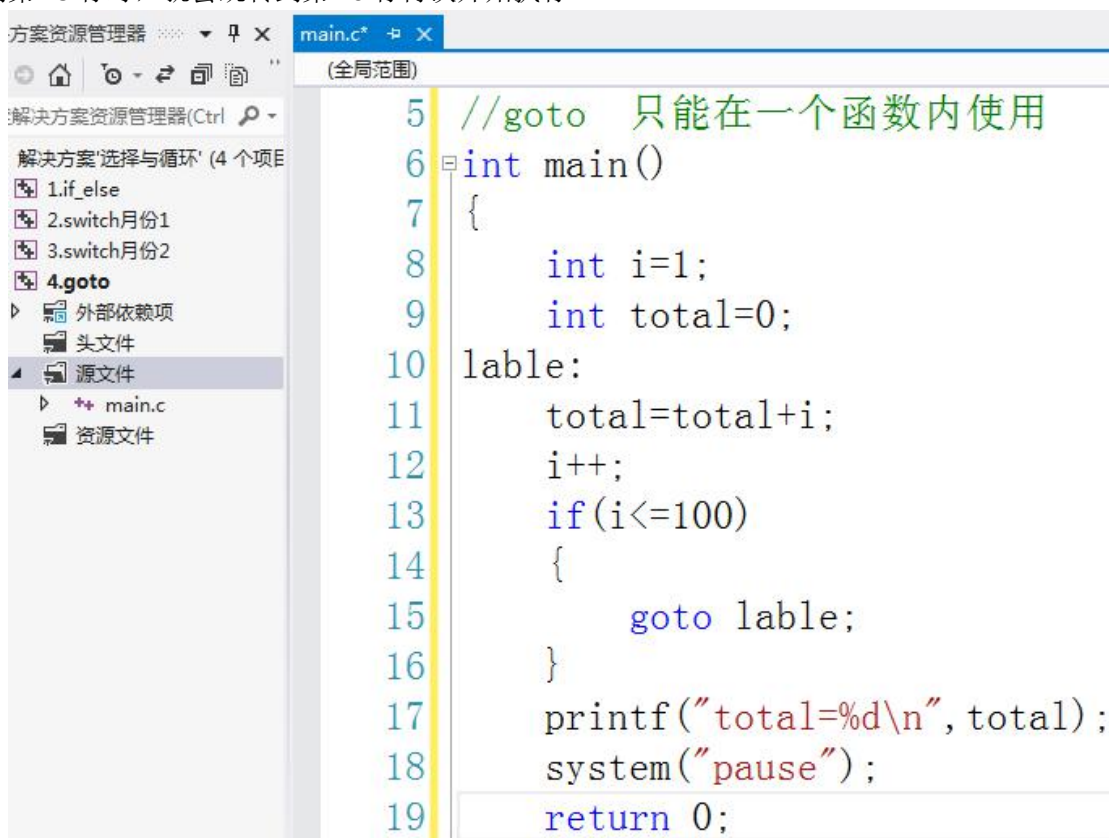 方案资源管理器
main.c*
(全局范围)
解决方案资源管理器(Ctrl
解决方案'选择与循环' (4 个项目
1.if_else
2.switch月份1
3.switch月份2
4.goto
外部依赖项
头文件
源文件
++ main.c
资源文件
5 //goto 只能在一个函数内使用
6 int main()
7 {
8 int i=1;
9 int total=0;
10 lable:
11 total=total+i;
12 i++;
13 if(i<=100)
14 {
15 goto lable;
16 }
17 printf("total=%d\n",total);
18 system("pause");
19 return 0;